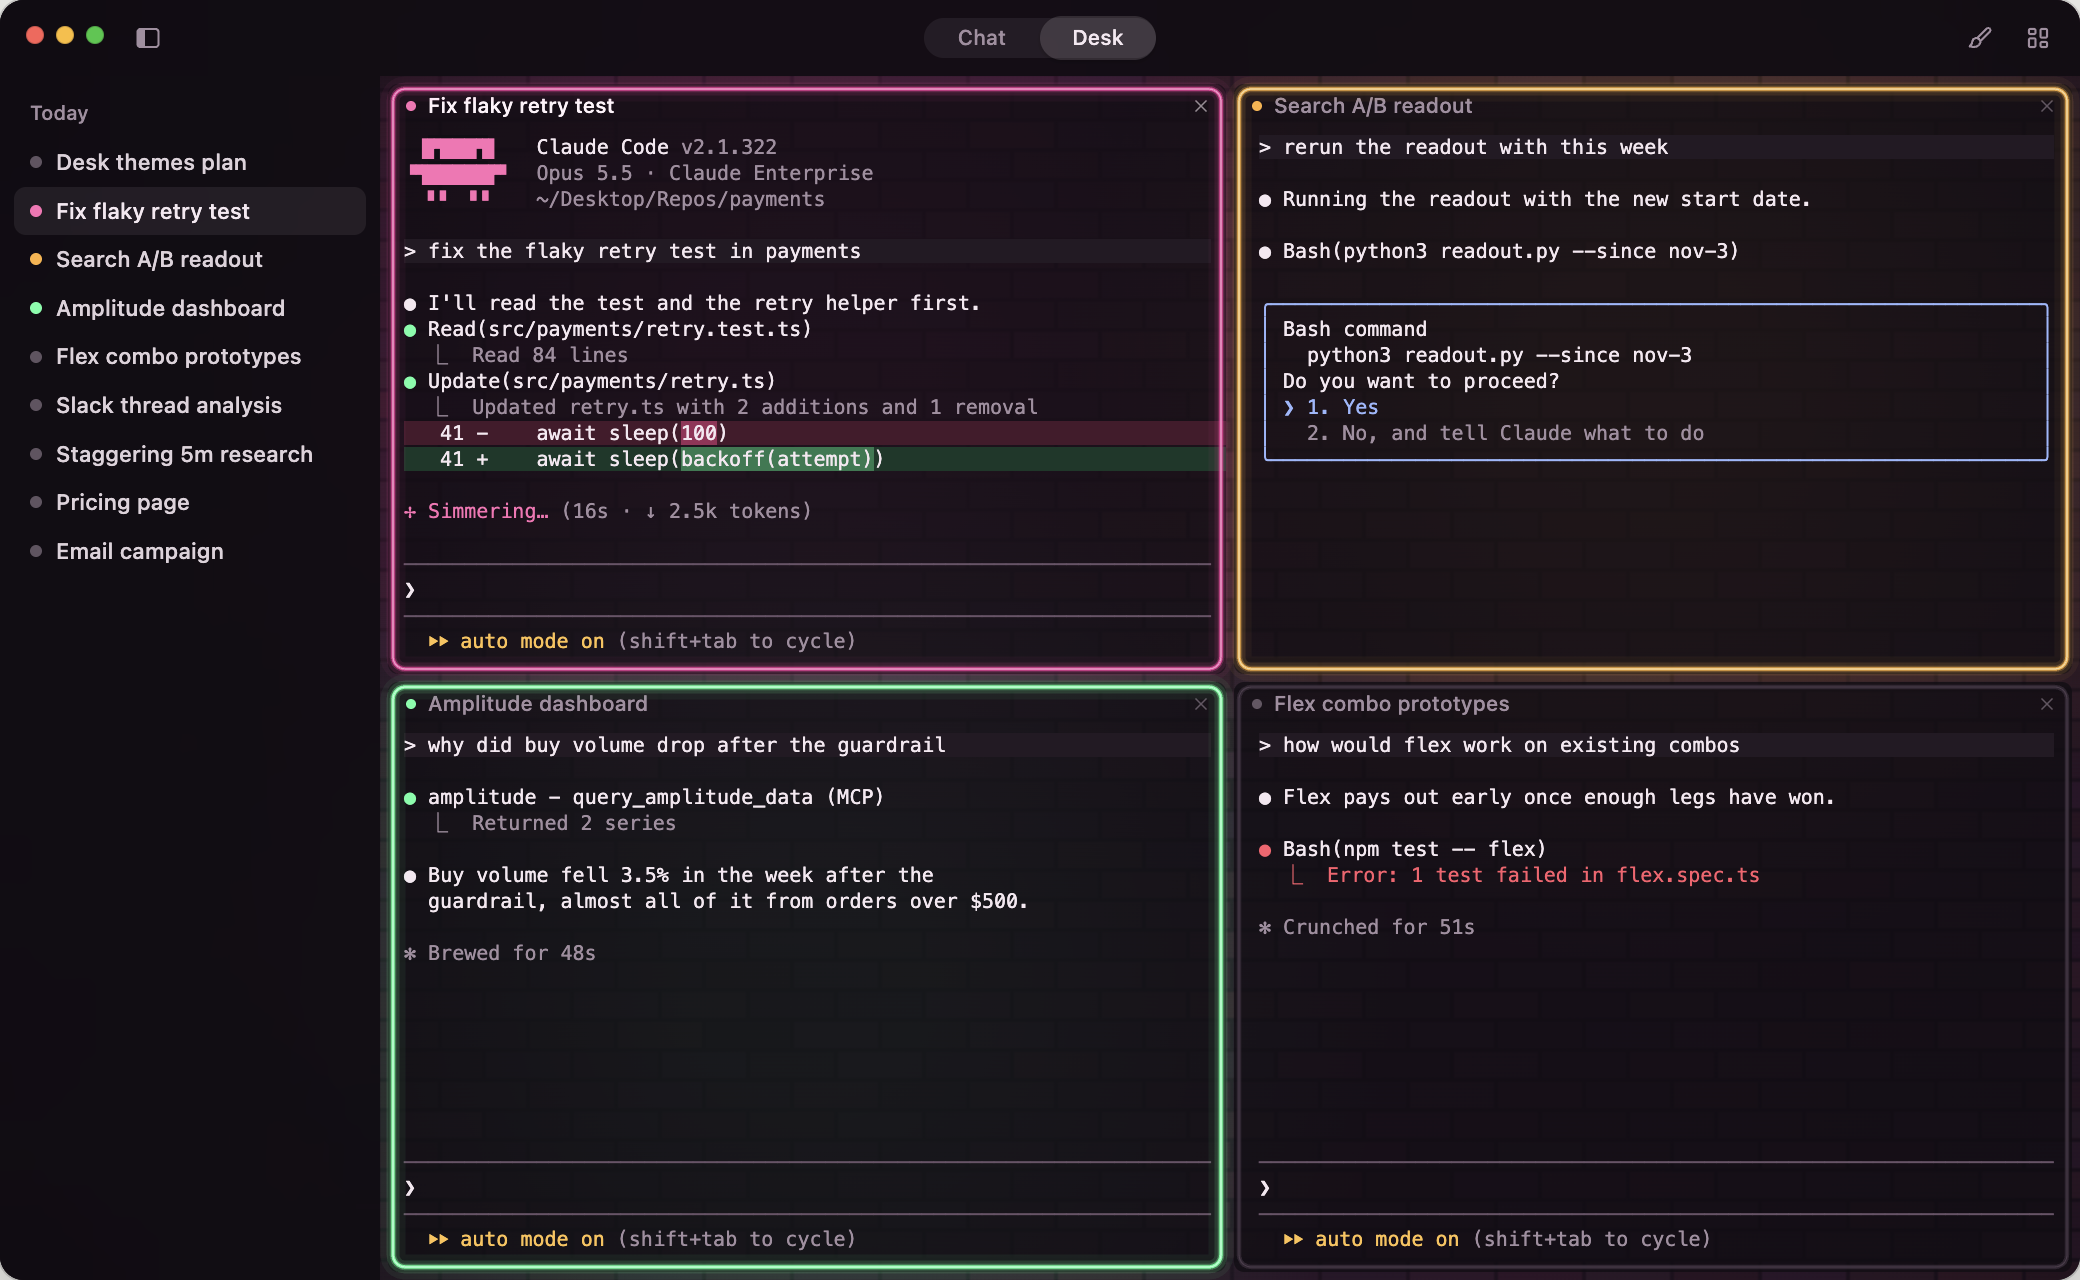 Chat
Desk
Today
Desk themes plan
Fix flaky retry test
Search A/B readout
Amplitude dashboard
Flex combo prototypes
Slack thread analysis
Staggering 5m research
Pricing page
Email campaign
Fix flaky retry test
Claude Code v2.1.322
Opus 5.5 · Claude Enterprise
~/Desktop/Repos/payments
> fix the flaky retry test in payments
● I'll read the test and the retry helper first.
● Read(src/payments/retry.test.ts)
⎿ Read 84 lines
● Update(src/payments/retry.ts)
⎿ Updated retry.ts with 2 additions and 1 removal
41 - await sleep(100)
41 + await sleep(backoff(attempt))
✢ Simmering… (16s · ↓ 2.5k tokens)
❯
⏵⏵ auto mode on (shift+tab to cycle)
Search A/B readout
> rerun the readout with this week
● Running the readout with the new start date.
● Bash(python3 readout.py --since nov-3)
Bash command
python3 readout.py --since nov-3
Do you want to proceed?
❯ 1. Yes
2. No, and tell Claude what to do
Amplitude dashboard
> why did buy volume drop after the guardrail
● amplitude - query_amplitude_data (MCP)
⎿ Returned 2 series
● Buy volume fell 3.5% in the week after the
guardrail, almost all of it from orders over $500.
✻ Brewed for 48s
❯
⏵⏵ auto mode on (shift+tab to cycle)
Flex combo prototypes
> how would flex work on existing combos
● Flex pays out early once enough legs have won.
● Bash(npm test -- flex)
⎿ Error: 1 test failed in flex.spec.ts
✻ Crunched for 51s
❯
⏵⏵ auto mode on (shift+tab to cycle)